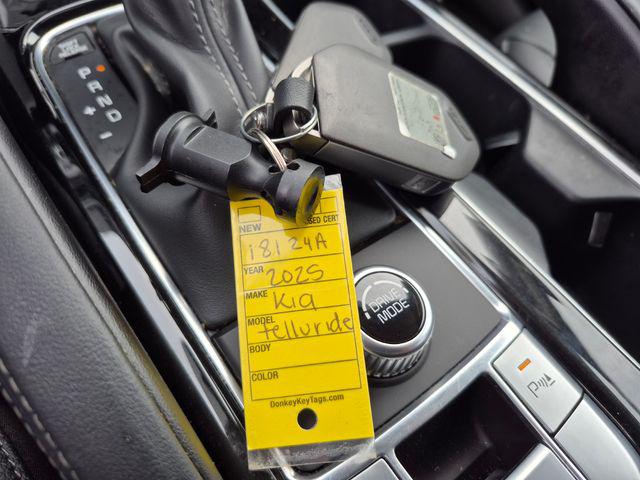 P
R
N
D
+
-
NEW
USED CERT
18124A
YEAR 2025
MAKE Kia
MODEL Telluride
BODY
COLOR
DonkeyKeyTags.com
DRIVE
MODE
P